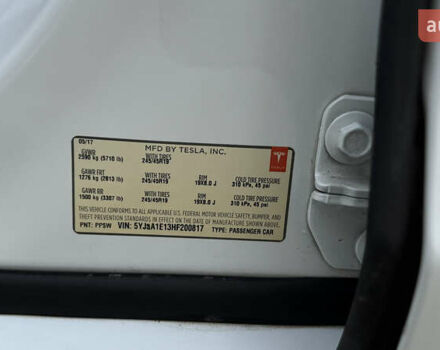 au
05/17 MFD BY TESLA, INC.
GVWR WITH TIRES
2590 kg (5710 lb) 245/45R19
GAWR FRT WITH TIRES RIM COLD TIRE PRESSURE
1276 kg (2813 lb) 245/45R19 19X8.0 J 310 kPa, 45 psi
GAWR RR WITH TIRES RIM COLD TIRE PRESSURE
1500 kg (3307 lb) 245/45R19 19X8.0 J 310 kPa, 45 psi
THIS VEHICLE CONFORMS TO ALL APPLICABLE U.S. FEDERAL MOTOR VEHICLE SAFETY, BUMPER, AND
THEFT PREVENTION STANDARDS IN EFFECT ON THE DATE OF MANUFACTURE SHOWN ABOVE.
PNT: PPSW VIN: 5YJSA1E13HF200817 TYPE: PASSENGER CAR